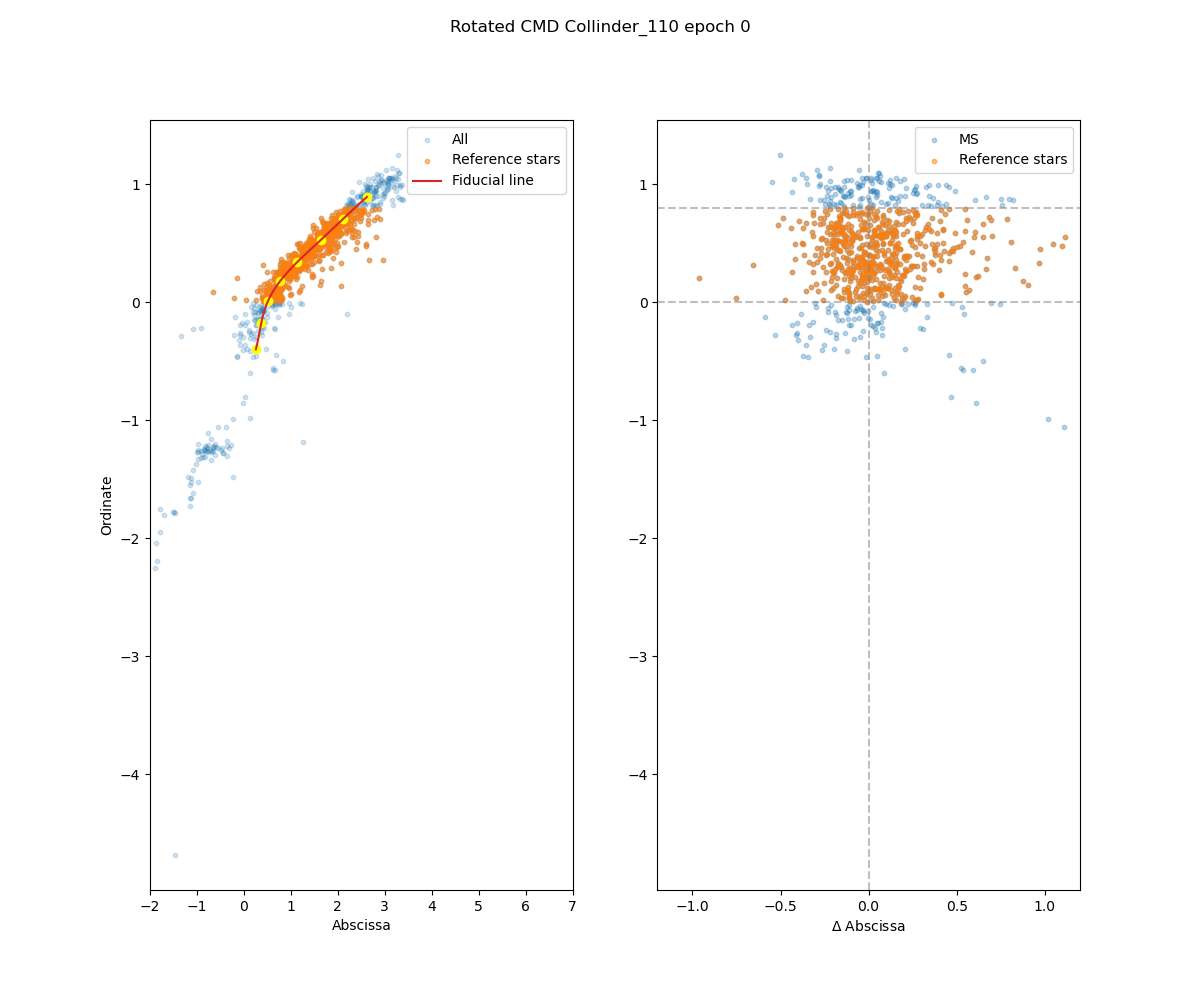 Rotated CMD Collinder_110 epoch 0
All
Reference stars
Fiducial line
1
0
−1
−2
−3
−4
Ordinate
−2 −1 0 1 2 3 4 5 6 7
Abscissa
MS
Reference stars
1
0
−1
−2
−3
−4
−1.0 −0.5 0.0 0.5 1.0
Δ Abscissa